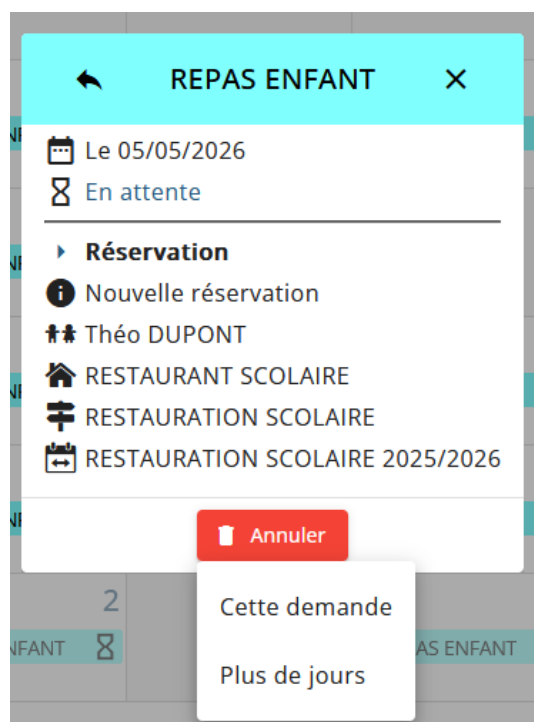 REPAS ENFANT
Le 05/05/2026
En attente
Réservation
Nouvelle réservation
Théo DUPONT
RESTAURANT SCOLAIRE
RESTAURATION SCOLAIRE
RESTAURATION SCOLAIRE 2025/2026
Annuler
2
Cette demande
NFANT
AS ENFANT
Plus de jours